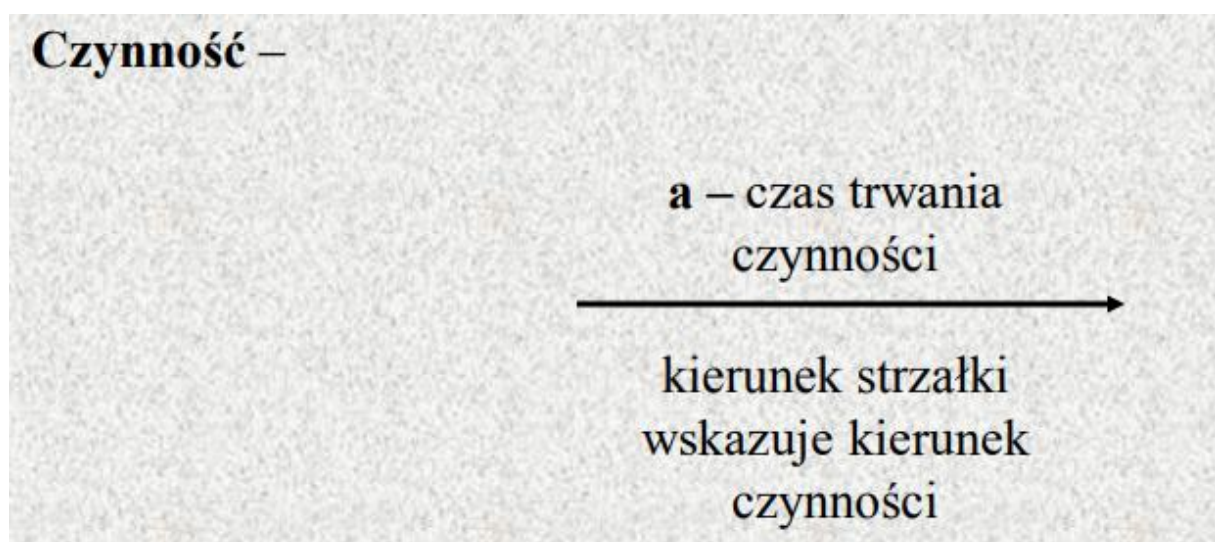 Czynność –
a – czas trwania
czynności
kierunek strzałki
wskazuje kierunek
czynności